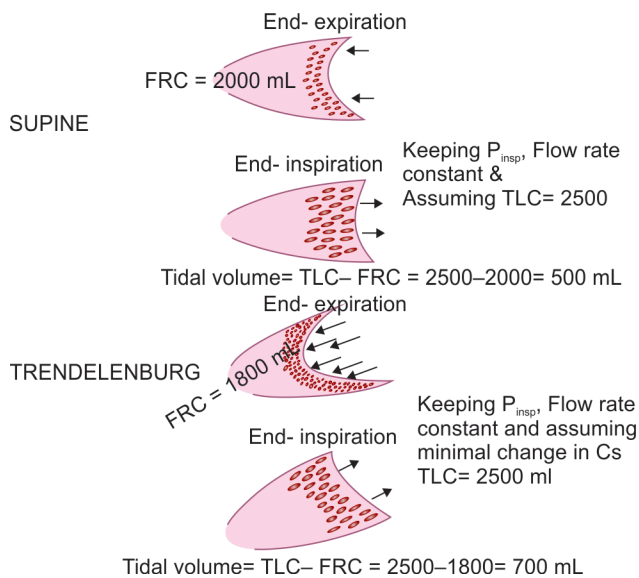 End- expiration
FRC = 2000 mL
SUPINE
End- inspiration
Keeping Pinsp, Flow rate
constant &
Assuming TLC= 2500
Tidal volume= TLC– FRC = 2500–2000= 500 mL
End- expiration
TRENDELENBURG
FRC = 1800 mL
End- inspiration
Keeping Pinsp, Flow rate
constant and assuming
minimal change in Cs
TLC= 2500 ml
Tidal volume= TLC– FRC = 2500–1800= 700 mL